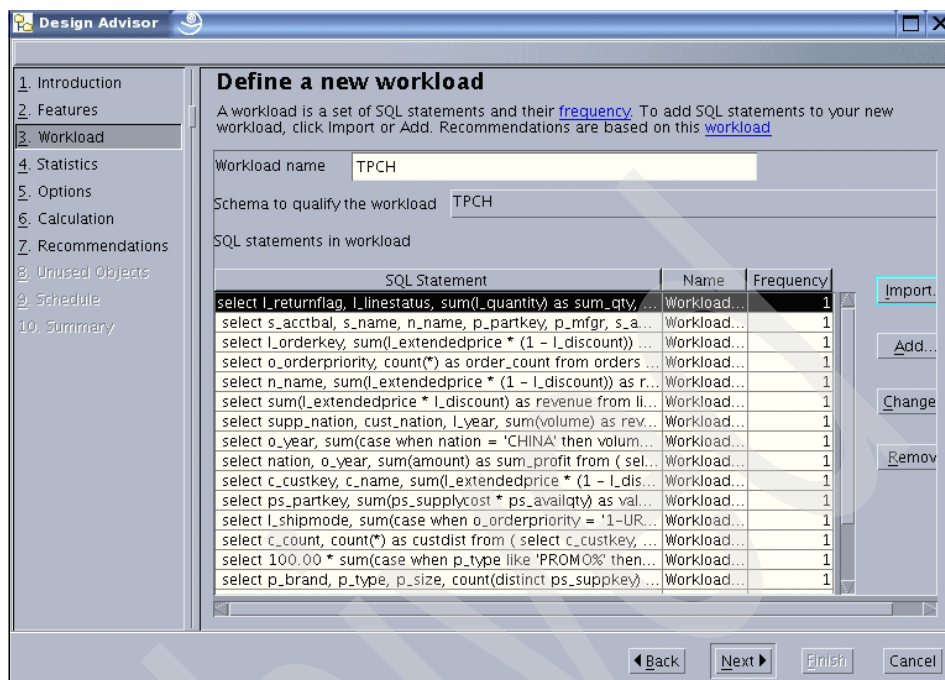 Design Advisor
1. Introduction
2. Features
3. Workload
4. Statistics
5. Options
6. Calculation
7. Recommendations
8. Unused Objects
9. Schedule
10. Summary
Define a new workload
A workload is a set of SQL statements and their frequency. To add SQL statements to your new
workload, click Import or Add. Recommendations are based on this workload
Workload name TPCH
Schema to qualify the workload TPCH
SQL statements in workload
SQL Statement Name Frequency
select l_returnflag, l_linestatus, sum(l_quantity) as sum_qty, Workload... 1
select s_acctbal, s_name, n_name, p_partkey, p_mfgr, s_a... Workload... 1
select l_orderkey, sum(l_extendedprice * (1 - l_discount)) ... Workload... 1
select o_orderpriority, count(*) as order_count from orders ... Workload... 1
select n_name, sum(l_extendedprice * (1 - l_discount)) as r... Workload... 1
select sum(l_extendedprice * l_discount) as revenue from li... Workload... 1
select supp_nation, cust_nation, l_year, sum(volume) as rev... Workload... 1
select o_year, sum(case when nation = 'CHINA' then volum... Workload... 1
select nation, o_year, sum(amount) as sum_profit from ( sel... Workload... 1
select c_custkey, c_name, sum(l_extendedprice * (1 - l_dis... Workload... 1
select ps_partkey, sum(ps_supplycost * ps_availqty) as val... Workload... 1
select l_shipmode, sum(case when o_orderpriority = '1-UR... Workload... 1
select c_count, count(*) as custdist from ( select c_custkey, ... Workload... 1
select 100.00 * sum(case when p_type like 'PROMO%' then... Workload... 1
select p_brand, p_type, p_size, count(distinct ps_suppkey) ... Workload... 1
Import.
Add...
Change
Remov
Back Next Finish Cancel